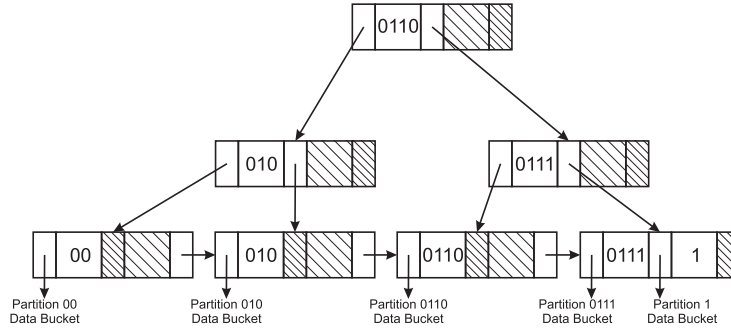 0110
010
0111
00
010
0110
0111
1
Partition 00
Data Bucket
Partition 010
Data Bucket
Partition 0110
Data Bucket
Partition 0111
Data Bucket
Partition 1
Data Bucket